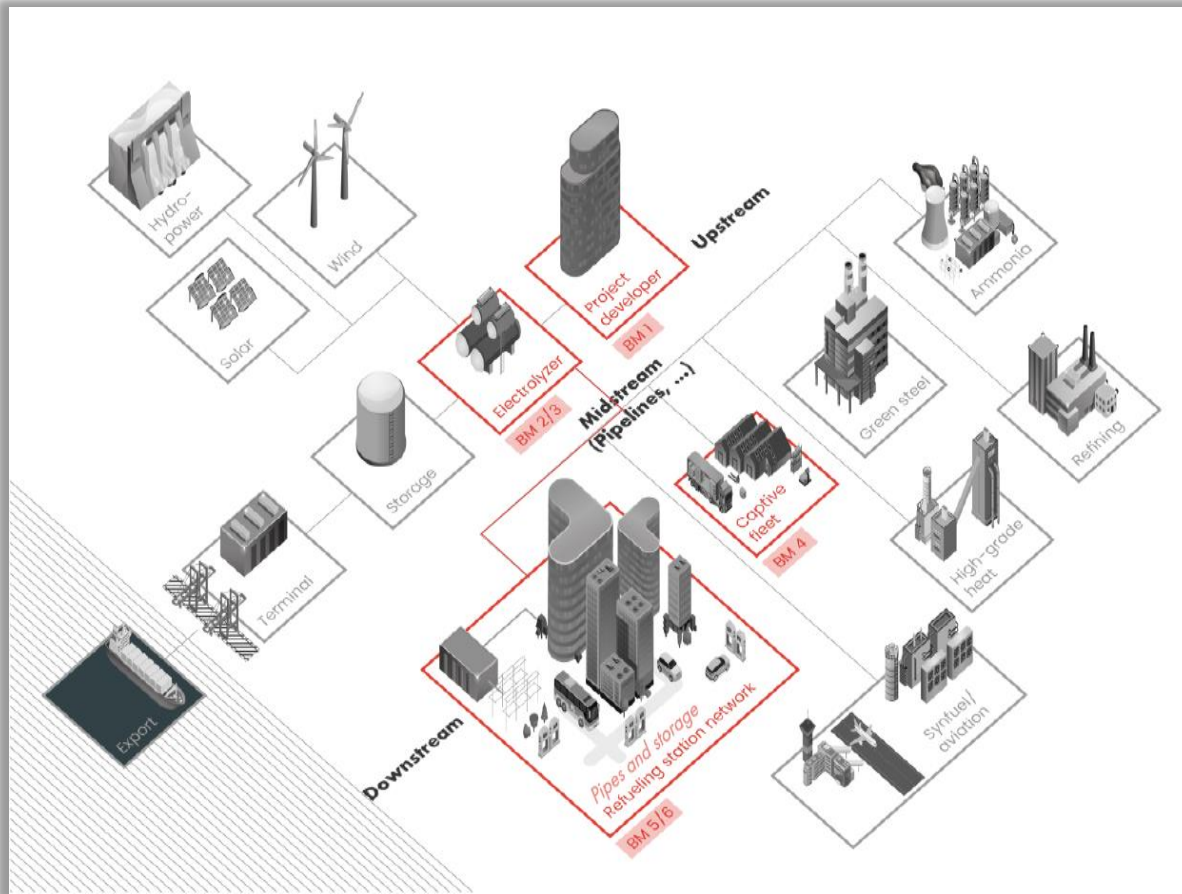 Hydro-
power
Wind
Solar
Project
developer
BM 1
Upstream
Electrolyzer
BM 2/3
Midstream
(Pipelines, ...)
Storage
Terminal
Export
Captive
fleet
BM 4
Ammonia
Green steel
Refining
High-grade
heat
Synfuel/
aviation
Downstream
Pipes and storage
Refueling station network
BM 5/6